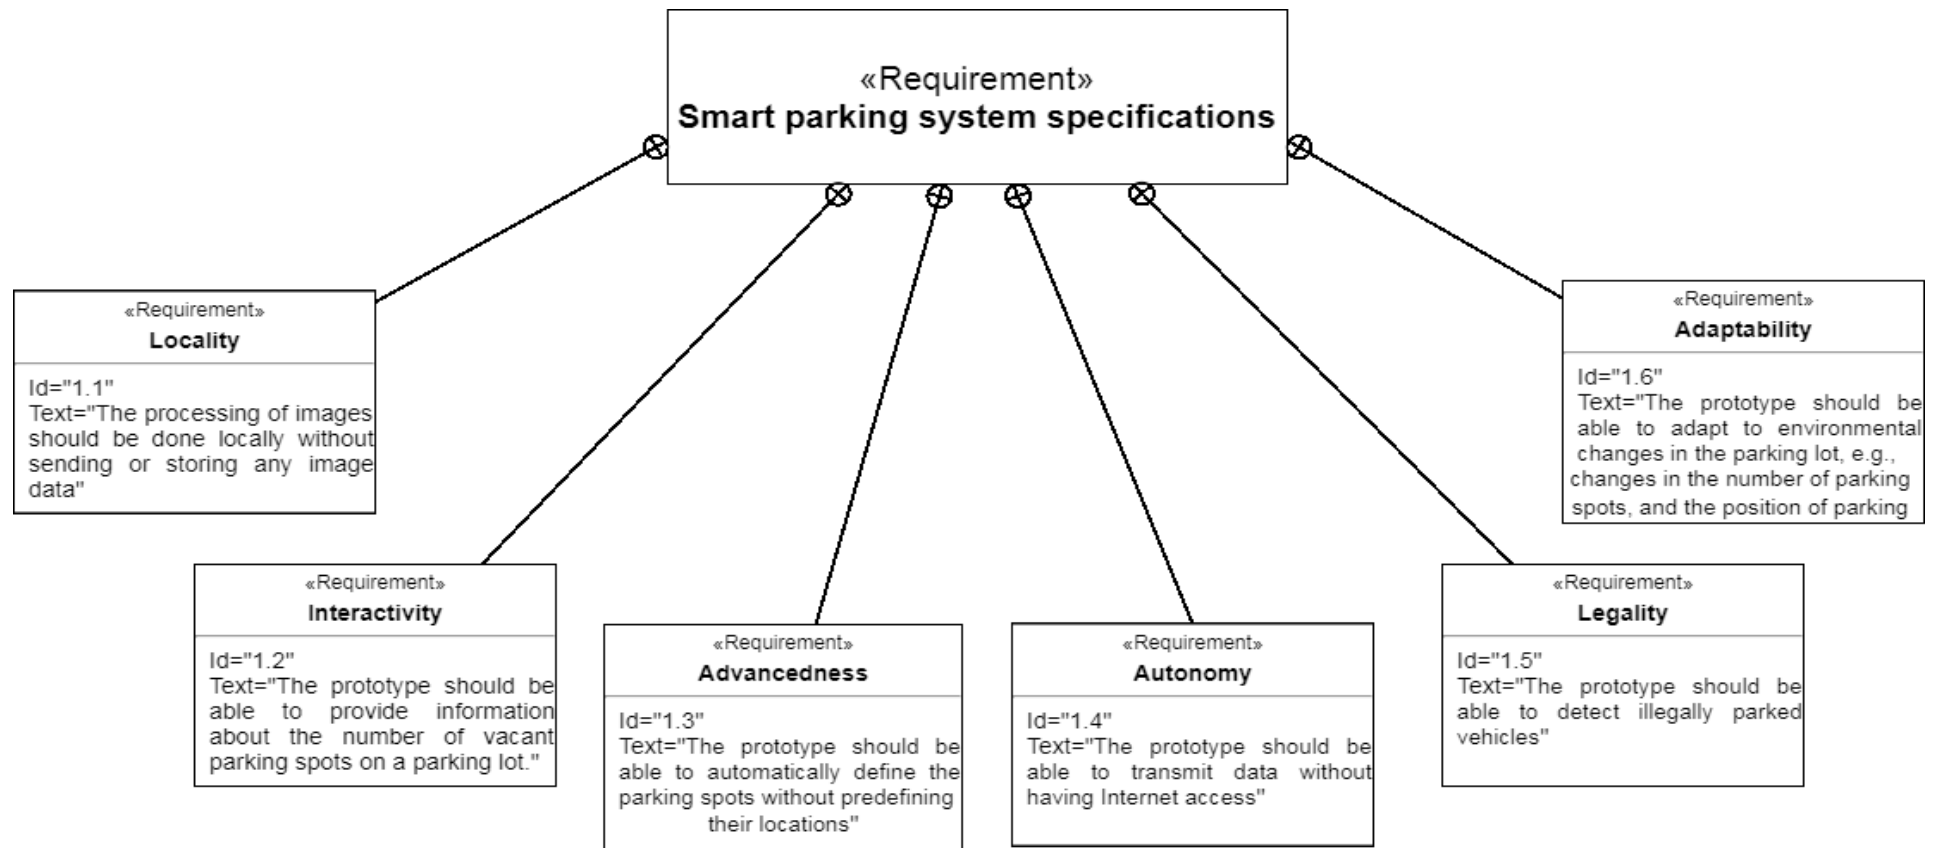 «Requirement»
Smart parking system specifications
«Requirement»
Locality
Id="1.1"
Text="The processing of images
should be done locally without
sending or storing any image
data"
«Requirement»
Interactivity
Id="1.2"
Text="The prototype should be
able to provide information
about the number of vacant
parking spots on a parking lot."
«Requirement»
Advancedness
Id="1.3"
Text="The prototype should be
able to automatically define the
parking spots without predefining
their locations"
«Requirement»
Autonomy
Id="1.4"
Text="The prototype should be
able to transmit data without
having Internet access"
«Requirement»
Legality
Id="1.5"
Text="The prototype should be
able to detect illegally parked
vehicles"
«Requirement»
Adaptability
Id="1.6"
Text="The prototype should be
able to adapt to environmental
changes in the parking lot, e.g.,
changes in the number of parking
spots, and the position of parking